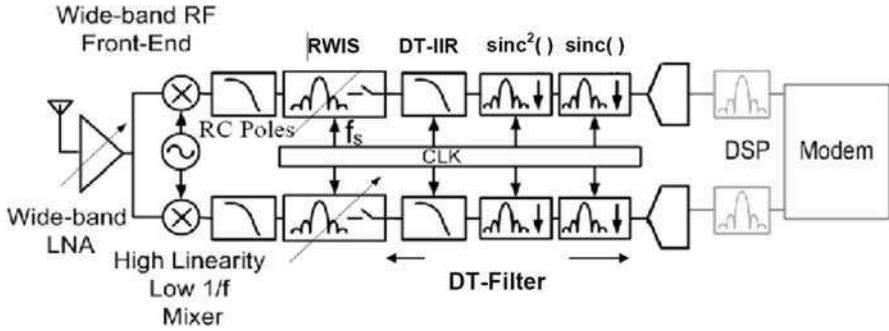 Wide-band RF
Front-End
RWIS
DT-IIR
sinc²( )
sinc( )
RC Poles
fs
CLK
DSP
Modem
Wide-band
LNA
High Linearity
Low 1/f
Mixer
DT-Filter